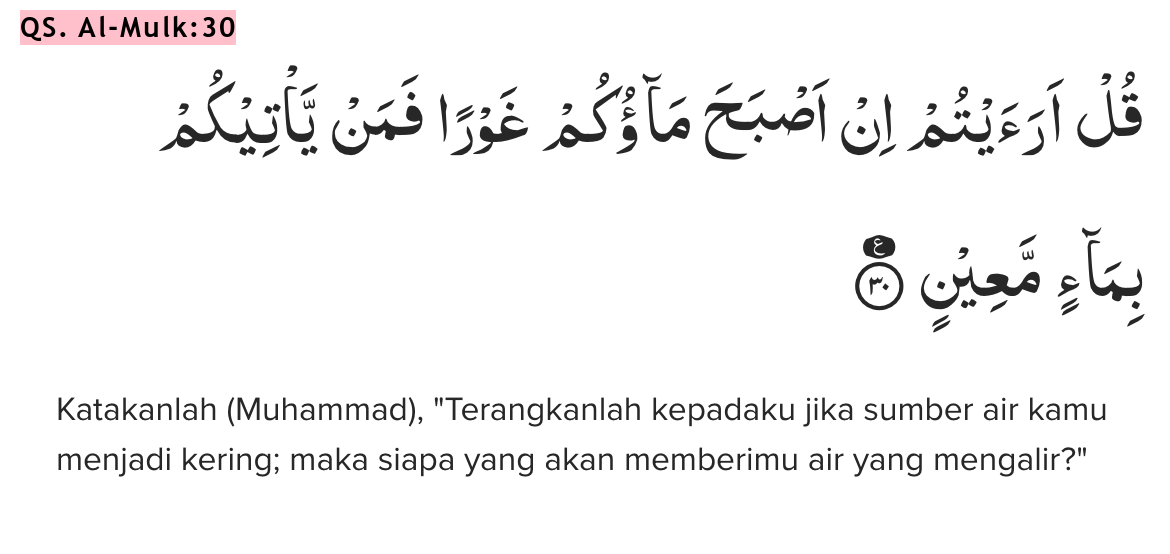 QS. Al-Mulk:30
قُلْ اَرَءَيْتُمْ اِنْ اَصْبَحَ مَاۤؤُكُمْ غَوْرًا فَمَنْ يَّأْتِيْكُمْ
بِمَاۤءٍ مَّعِيْنٍ ࣖ ٣٠
Katakanlah (Muhammad), "Terangkanlah kepadaku jika sumber air kamu
menjadi kering; maka siapa yang akan memberimu air yang mengalir?"